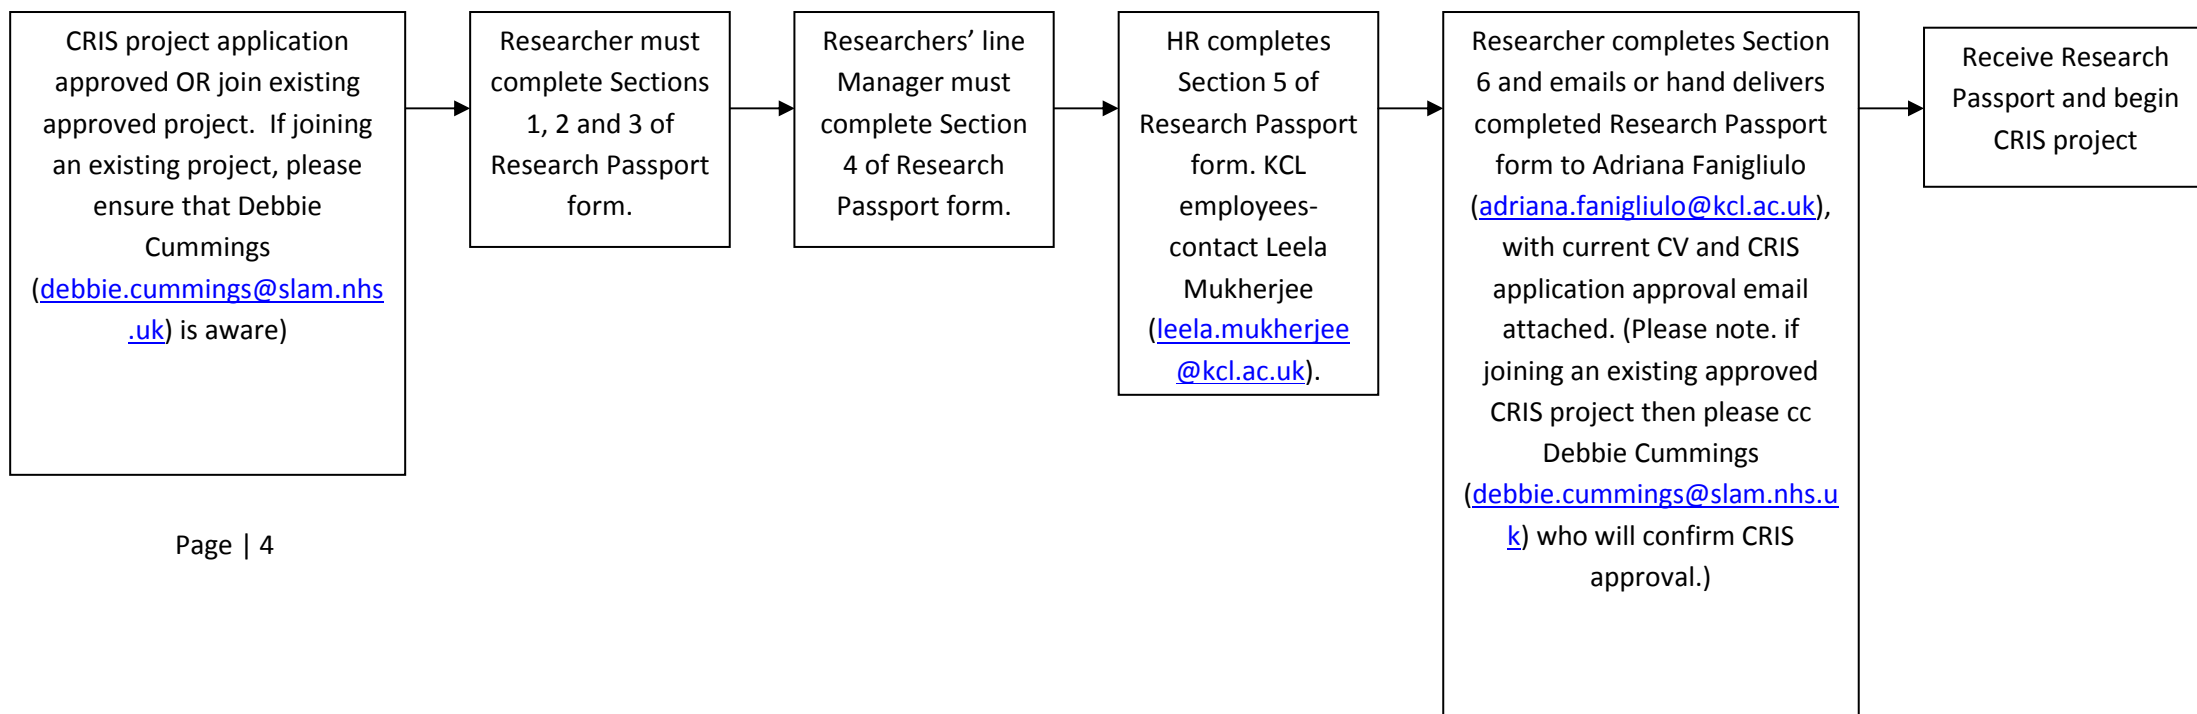 CRIS project application
approved OR join existing
approved project.  If joining
an existing project, please
ensure that Debbie
Cummings
(debbie.cummings@slam.nhs
.uk) is aware)
Researcher must
complete Sections
1, 2 and 3 of
Research Passport
form.
Researchers’ line
Manager must
complete Section
4 of Research
Passport form.
HR completes
Section 5 of
Research Passport
form. KCL
employees-
contact Leela
Mukherjee
(leela.mukherjee
@kcl.ac.uk).
Researcher completes Section
6 and emails or hand delivers
completed Research Passport
form to Adriana Fanigliulo
(adriana.fanigliulo@kcl.ac.uk),
with current CV and CRIS
application approval email
attached. (Please note. if
joining an existing approved
CRIS project then please cc
Debbie Cummings
(debbie.cummings@slam.nhs.u
k) who will confirm CRIS
approval.)
Receive Research
Passport and begin
CRIS project
Page | 4